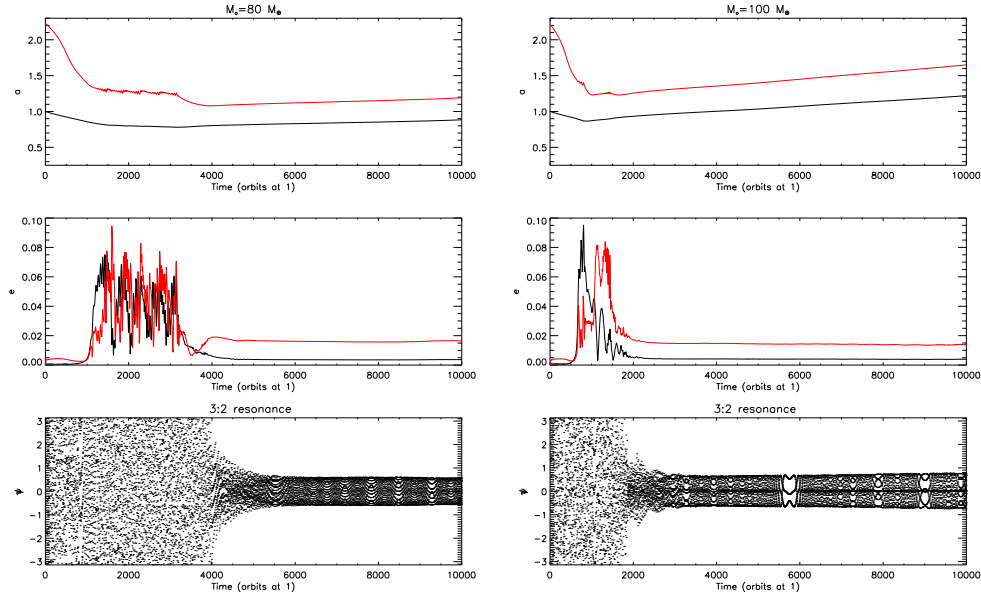 M₀=80 M⊕ M₀=100 M⊕
2.0 2.0
1.5 1.5
a a
1.0 1.0
0.5 0.5
0 2000 4000 6000 8000 10000 0 2000 4000 6000 8000 10000
Time (orbits at 1) Time (orbits at 1)
0.10 0.10
0.08 0.08
0.06 0.06
e e
0.04 0.04
0.02 0.02
0.00 0.00
0 2000 4000 6000 8000 10000 0 2000 4000 6000 8000 10000
Time (orbits at 1) Time (orbits at 1)
3:2 resonance 3:2 resonance
3 3
2 2
1 1
ψ 0 ψ 0
-1 -1
-2 -2
-3 -3
0 2000 4000 6000 8000 10000 0 2000 4000 6000 8000 10000
Time (orbits at 1) Time (orbits at 1)